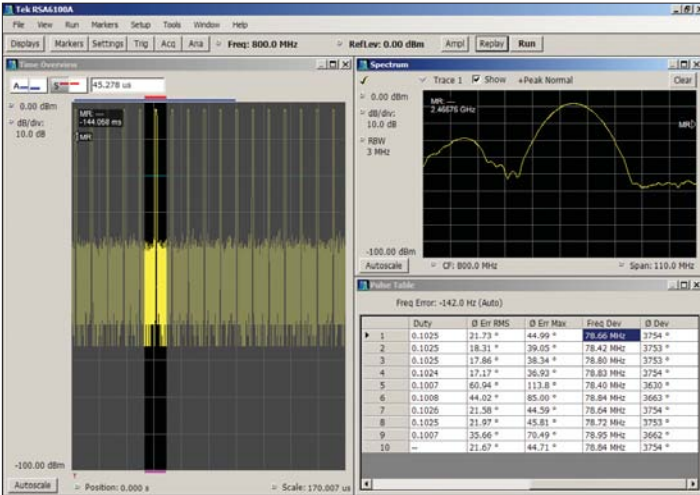 Tek RSA6100A
File View Run Markers Setup Tools Window Help
Displays Markers Settings Trig Acq Ana Freq: 800.0 MHz RefLev: 0.00 dBm Ampl Replay Run
Time Overview
A S 45.278 us
0.00 dBm
dB/div:
10.0 dB
MR: ---
-144.068 ms
MR
-100.00 dBm
Autoscale Position: 0.000 s Scale: 170.007 us
Spectrum
Trace 1 Show +Peak Normal Clear
0.00 dBm
dB/div:
10.0 dB
RBW
3 MHz
MR: ---
2.46676 GHz
MR
-100.00 dBm
Autoscale CF: 800.0 MHz Span: 110.0 MHz
Pulse Table
Freq Error: -142.0 Hz (Auto)
Duty Ø Err RMS Ø Err Max Freq Dev Ø Dev
1 0.1025 21.73 ° 44.99 ° 78.66 MHz 3754 °
2 0.1025 18.31 ° 39.05 ° 78.42 MHz 3753 °
3 0.1025 17.86 ° 38.34 ° 78.80 MHz 3753 °
4 0.1024 17.17 ° 36.93 ° 78.83 MHz 3754 °
5 0.1007 60.94 ° 113.8 ° 78.40 MHz 3630 °
6 0.1008 44.02 ° 85.00 ° 78.84 MHz 3663 °
7 0.1026 21.58 ° 44.59 ° 78.64 MHz 3754 °
8 0.1025 21.97 ° 45.81 ° 78.72 MHz 3753 °
9 0.1007 35.66 ° 70.49 ° 78.95 MHz 3662 °
10 -- 21.67 ° 44.71 ° 78.84 MHz 3754 °